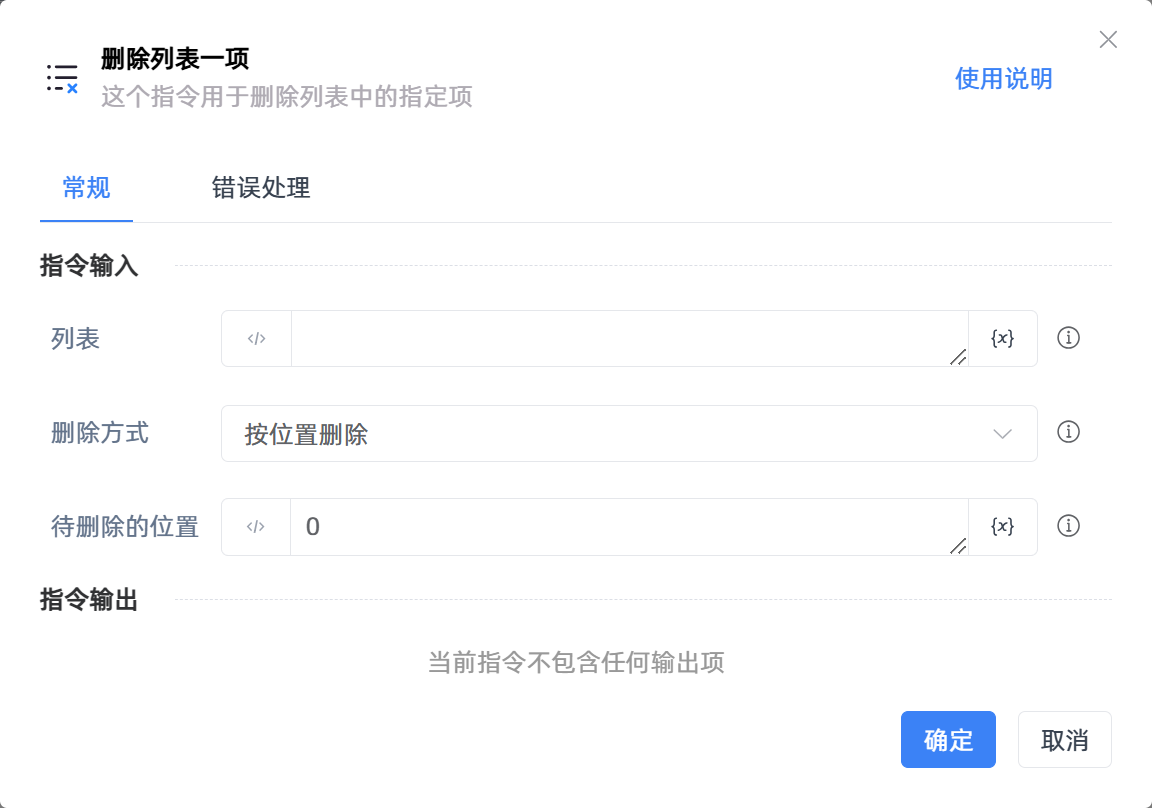 删除列表一项
这个指令用于删除列表中的指定项
使用说明
常规
错误处理
指令输入
列表
</>
{x}
删除方式
按位置删除
待删除的位置
</>
0
{x}
指令输出
当前指令不包含任何输出项
确定
取消